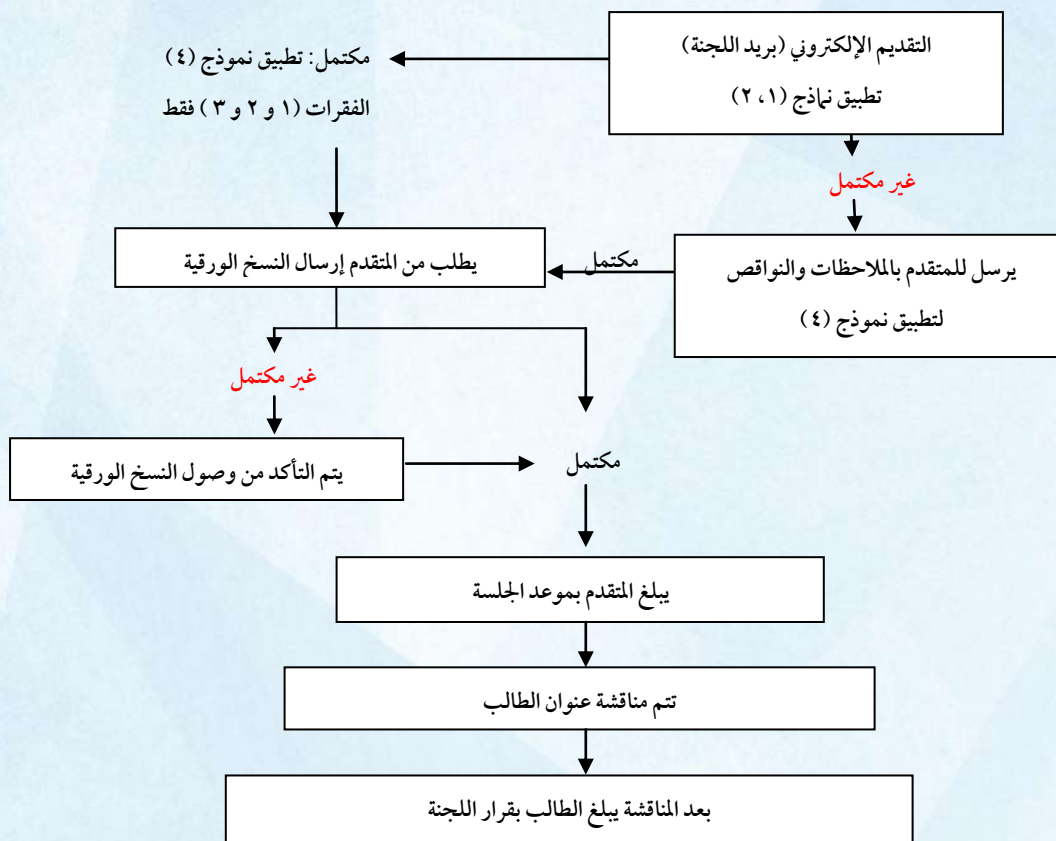 التقديم الإلكتروني (بريد اللجنة)
تطبيق نماذج (١، ٢)
مكتمل: تطبيق نموذج (٤)
الفقرات (١ و ٢ و ٣) فقط
غير مكتمل
يرسل للمتقدم بالملاحظات والنواقص
لتطبيق نموذج (٤)
مكتمل
يطلب من المتقدم إرسال النسخ الورقية
غير مكتمل
يتم التأكد من وصول النسخ الورقية
مكتمل
يبلغ المتقدم بموعد الجلسة
تتم مناقشة عنوان الطالب
بعد المناقشة يبلغ الطالب بقرار اللجنة